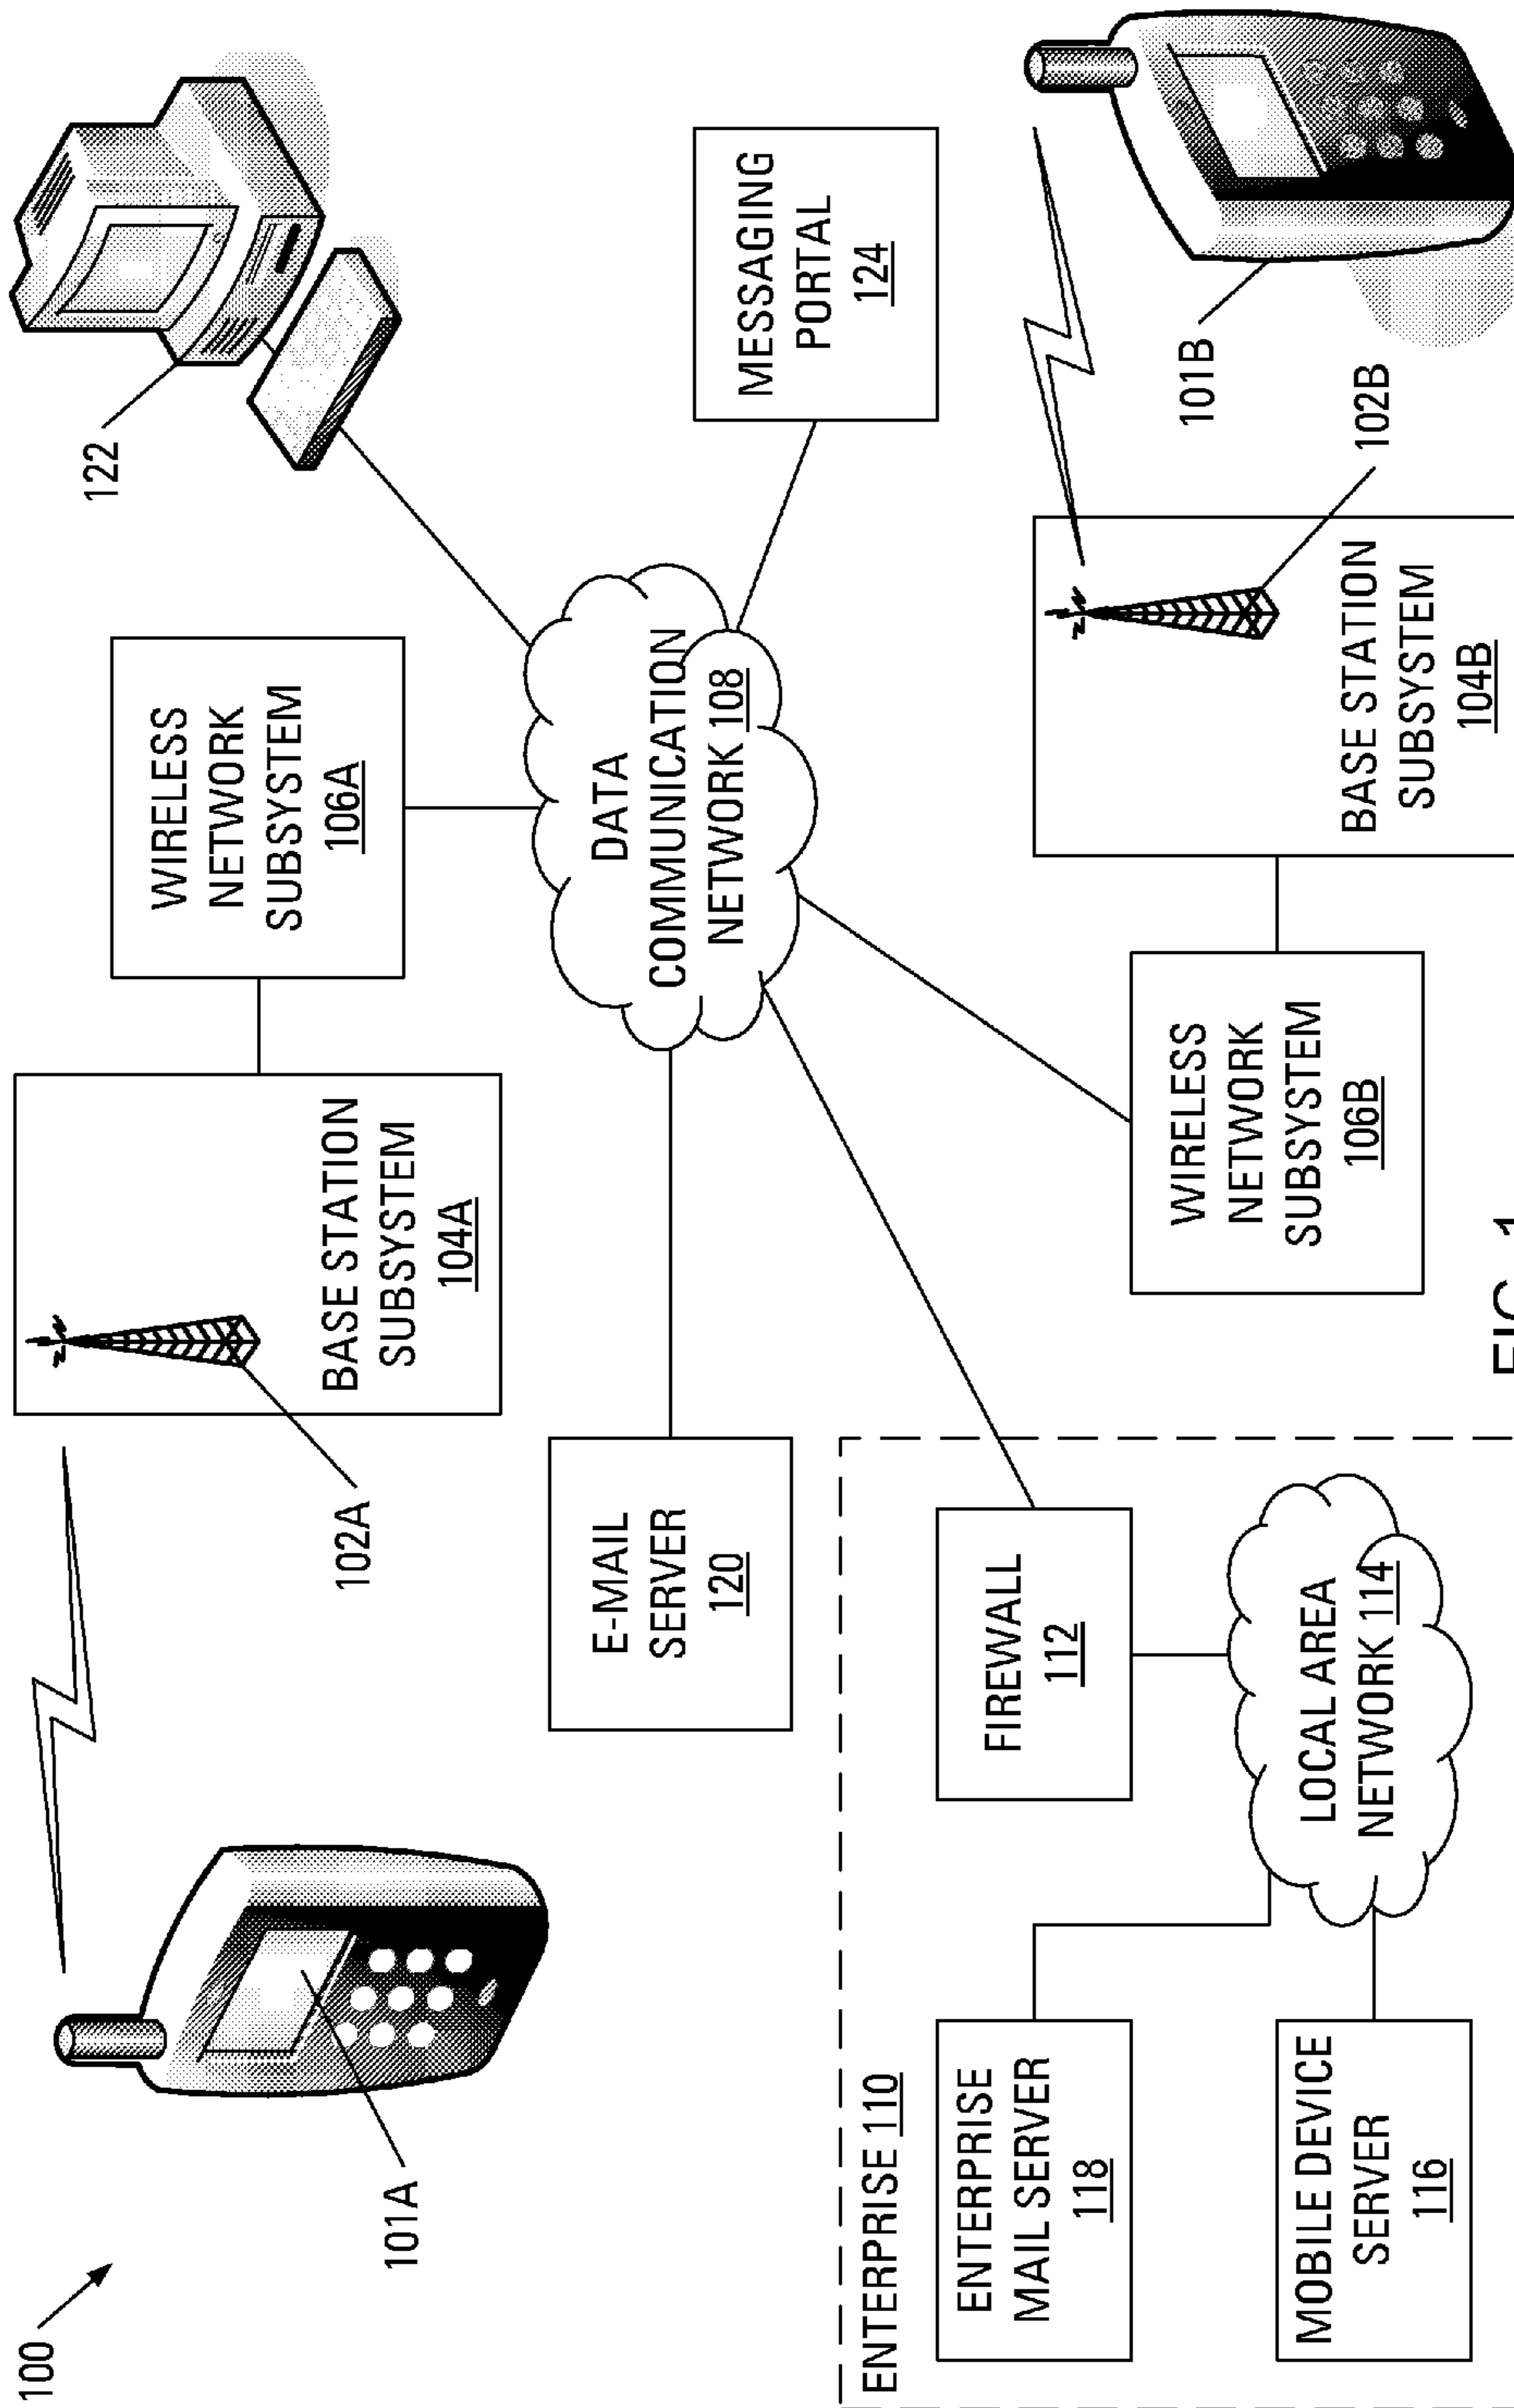 100
101A
102A
BASE STATION
SUBSYSTEM
104A
WIRELESS
NETWORK
SUBSYSTEM
106A
122
E-MAIL
SERVER
120
DATA
COMMUNICATION
NETWORK 108
MESSAGING
PORTAL
124
ENTERPRISE 110
ENTERPRISE
MAIL SERVER
118
FIREWALL
112
MOBILE DEVICE
SERVER
116
LOCAL AREA
NETWORK 114
WIRELESS
NETWORK
SUBSYSTEM
106B
BASE STATION
SUBSYSTEM
104B
101B
102B
FIG. 1